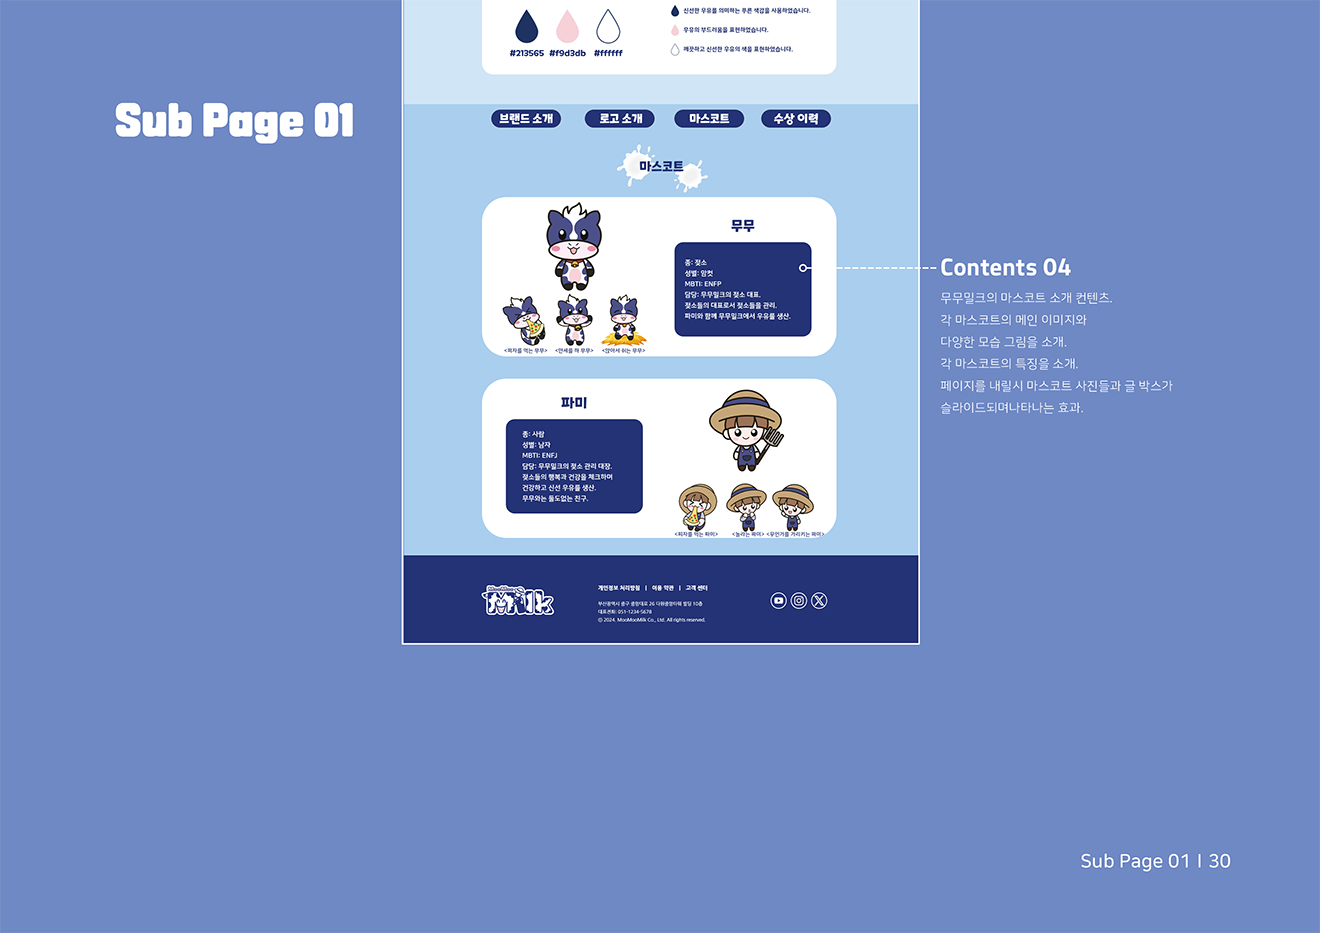 Sub Page 01
#213565 #f9d3db #ffffff
신선한 우유를 의미하는 푸른 색감을 사용하였습니다.
우유의 부드러움을 표현하였습니다.
깨끗하고 신선한 우유의 색을 표현하였습니다.
브랜드 소개
로고 소개
마스코트
수상 이력
마스코트
무무
종: 젖소
성별: 암컷
MBTI: ENFP
담당: 무무밀크의 젖소 대표.
젖소들의 대표로서 젖소들을 관리.
파미와 함께 무무밀크에서 우유를 생산.
<피자를 먹는 무무>
<만세를 하 무무>
<앉아서 쉬는 무무>
파미
종: 사람
성별: 남자
MBTI: ENFJ
담당: 무무밀크의 젖소 관리 대장.
젖소들의 행복과 건강을 체크하며
건강하고 신선 우유를 생산.
무무와는 둘도없는 친구.
<피자를 먹는 파미>
<놀라는 파미>
<무언가를 가리키는 파미>
Contents 04
무무밀크의 마스코트 소개 컨텐츠.
각 마스코트의 메인 이미지와
다양한 모습 그림을 소개.
각 마스코트의 특징을 소개.
페이지를 내릴시 마스코트 사진들과 글 박스가
슬라이드되며나타나는 효과.
MooMoo
Milk
개인정보 처리방침 | 이용 약관 | 고객 센터
부산광역시 중구 중앙대로 26 다원중앙타워 빌딩 10층
대표전화: 051-1234-5678
ⓒ 2024. MooMooMilk Co., Ltd. All rights reserved.
Sub Page 01 | 30